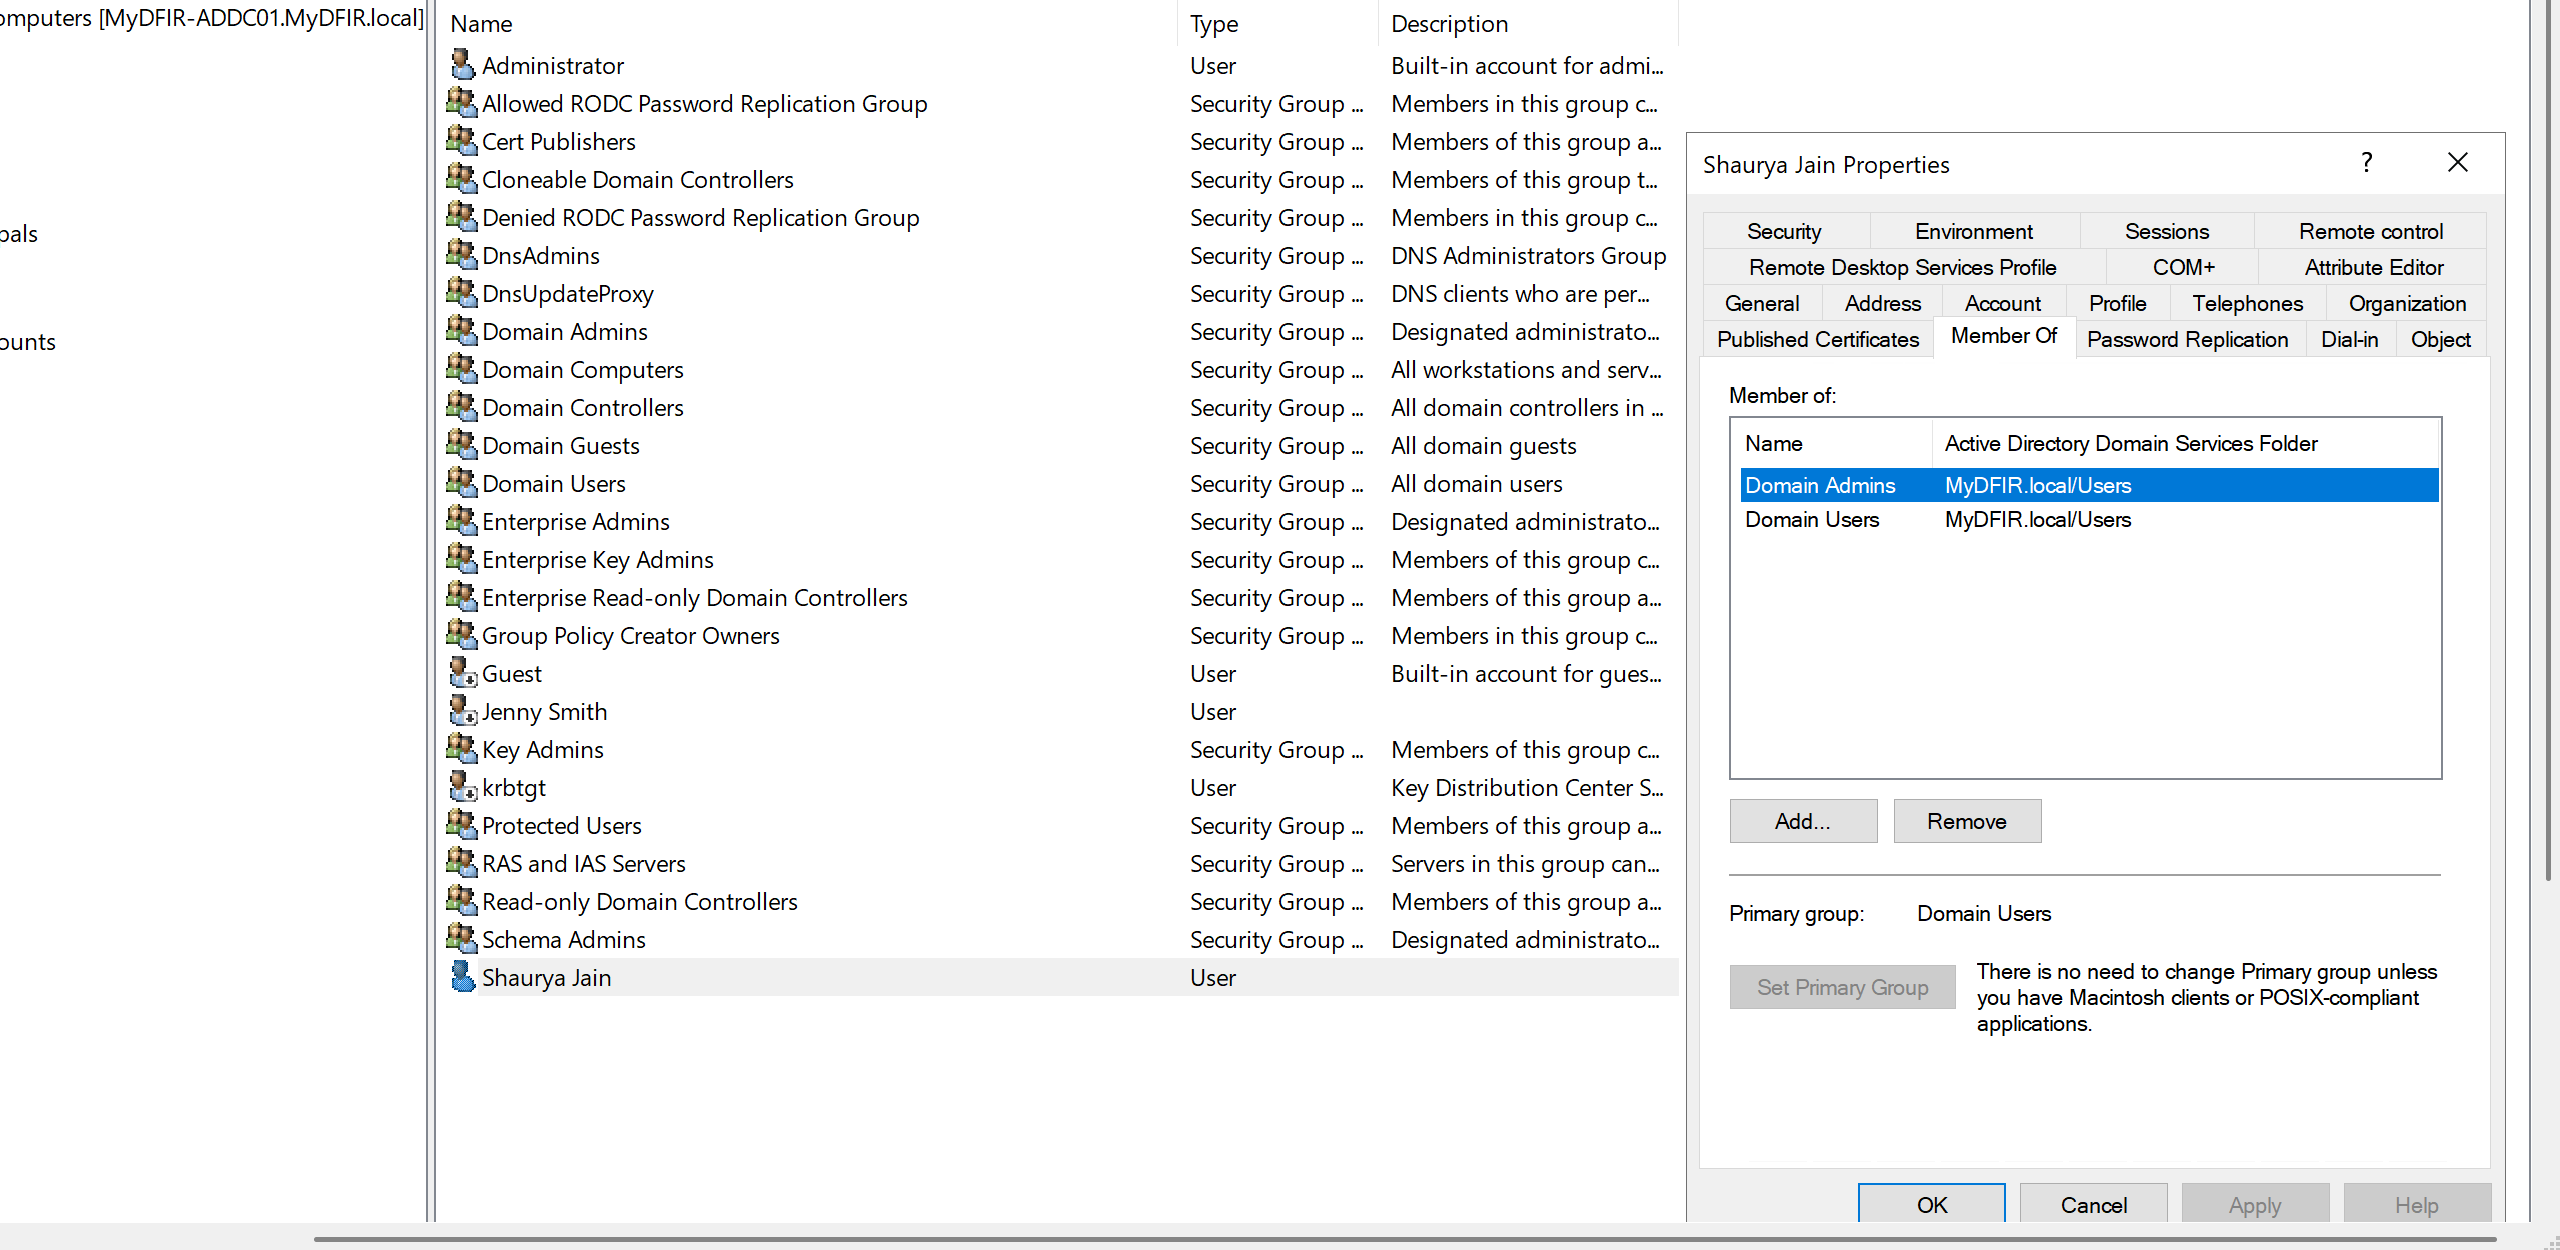 omputers [MyDFIR-ADDC01.MyDFIR.local]
pals
ounts
Name Type Description
Administrator User Built-in account for admi...
Allowed RODC Password Replication Group Security Group ... Members in this group c...
Cert Publishers Security Group ... Members of this group a...
Cloneable Domain Controllers Security Group ... Members of this group t...
Denied RODC Password Replication Group Security Group ... Members in this group c...
DnsAdmins Security Group ... DNS Administrators Group
DnsUpdateProxy Security Group ... DNS clients who are per...
Domain Admins Security Group ... Designated administrato...
Domain Computers Security Group ... All workstations and serv...
Domain Controllers Security Group ... All domain controllers in ...
Domain Guests Security Group ... All domain guests
Domain Users Security Group ... All domain users
Enterprise Admins Security Group ... Designated administrato...
Enterprise Key Admins Security Group ... Members of this group c...
Enterprise Read-only Domain Controllers Security Group ... Members of this group a...
Group Policy Creator Owners Security Group ... Members in this group c...
Guest User Built-in account for gues...
Jenny Smith User
Key Admins Security Group ... Members of this group c...
krbtgt User Key Distribution Center S...
Protected Users Security Group ... Members of this group a...
RAS and IAS Servers Security Group ... Servers in this group can...
Read-only Domain Controllers Security Group ... Members of this group a...
Schema Admins Security Group ... Designated administrato...
Shaurya Jain User
Shaurya Jain Properties ?
Security Environment Sessions Remote control
Remote Desktop Services Profile COM+ Attribute Editor
General Address Account Profile Telephones Organization
Published Certificates Member Of Password Replication Dial-in Object
Member of:
Name Active Directory Domain Services Folder
Domain Admins MyDFIR.local/Users
Domain Users MyDFIR.local/Users
Add... Remove
Primary group: Domain Users
Set Primary Group
There is no need to change Primary group unless
you have Macintosh clients or POSIX-compliant
applications.
OK Cancel Apply Help